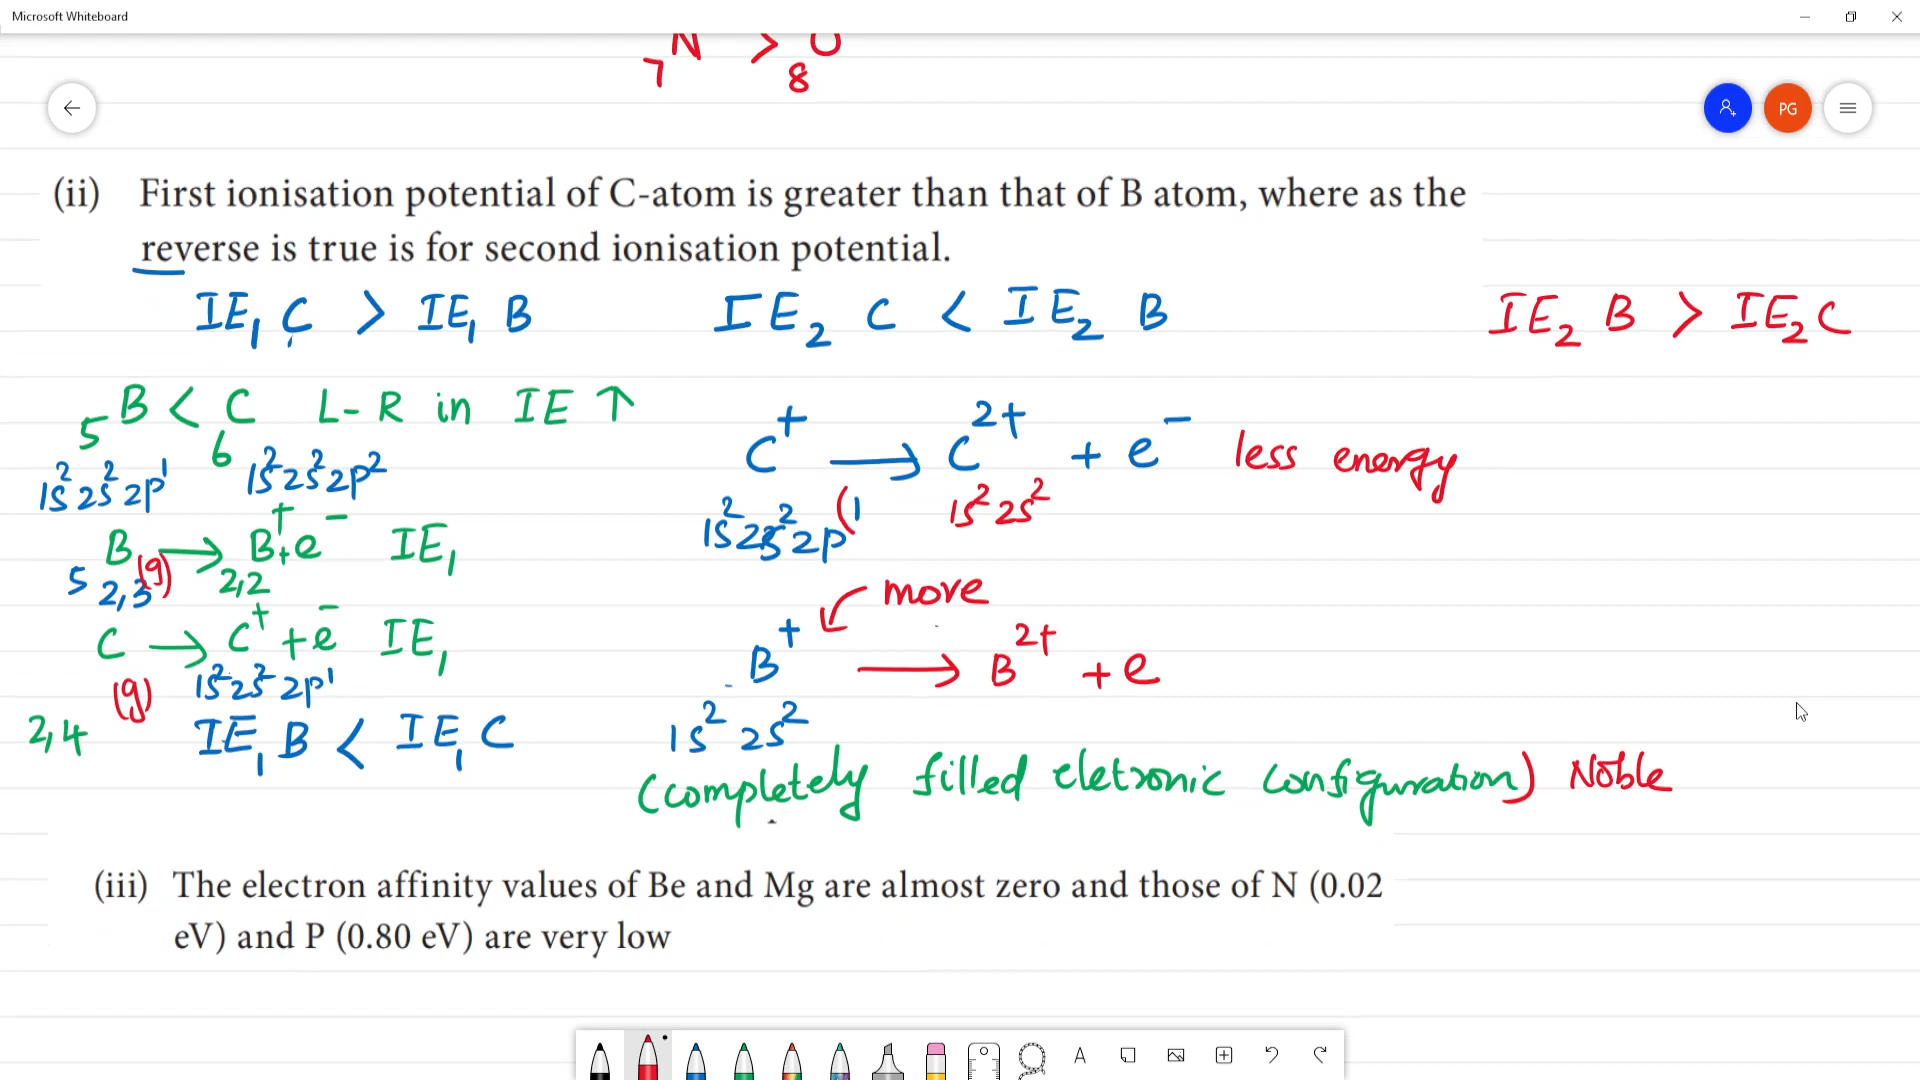 Microsoft Whiteboard
7N > 8O
PG
(ii) First ionisation potential of C-atom is greater than that of B atom, where as the
reverse is true is for second ionisation potential.
IE₁ C > IE₁ B IE₂ C < IE₂ B IE₂ B > IE₂ C
5B < C L-R in IE ↑
6
1s² 2s² 2p¹ 1s² 2s² 2p²
C⁺ → C²⁺ + e⁻ less energy
1s² 2s² 2p¹ 1s² 2s²
B(g) → B⁺ + e⁻ IE₁
5 2,3 2,2
more
C(g) → C⁺ + e⁻ IE₁
B⁺ → B²⁺ + e
2,4 1s² 2s² 2p¹
1s² 2s²
IE₁ B < IE₁ C
(completely filled eletronic configuration) Noble
(iii) The electron affinity values of Be and Mg are almost zero and those of N (0.02
eV) and P (0.80 eV) are very low
A